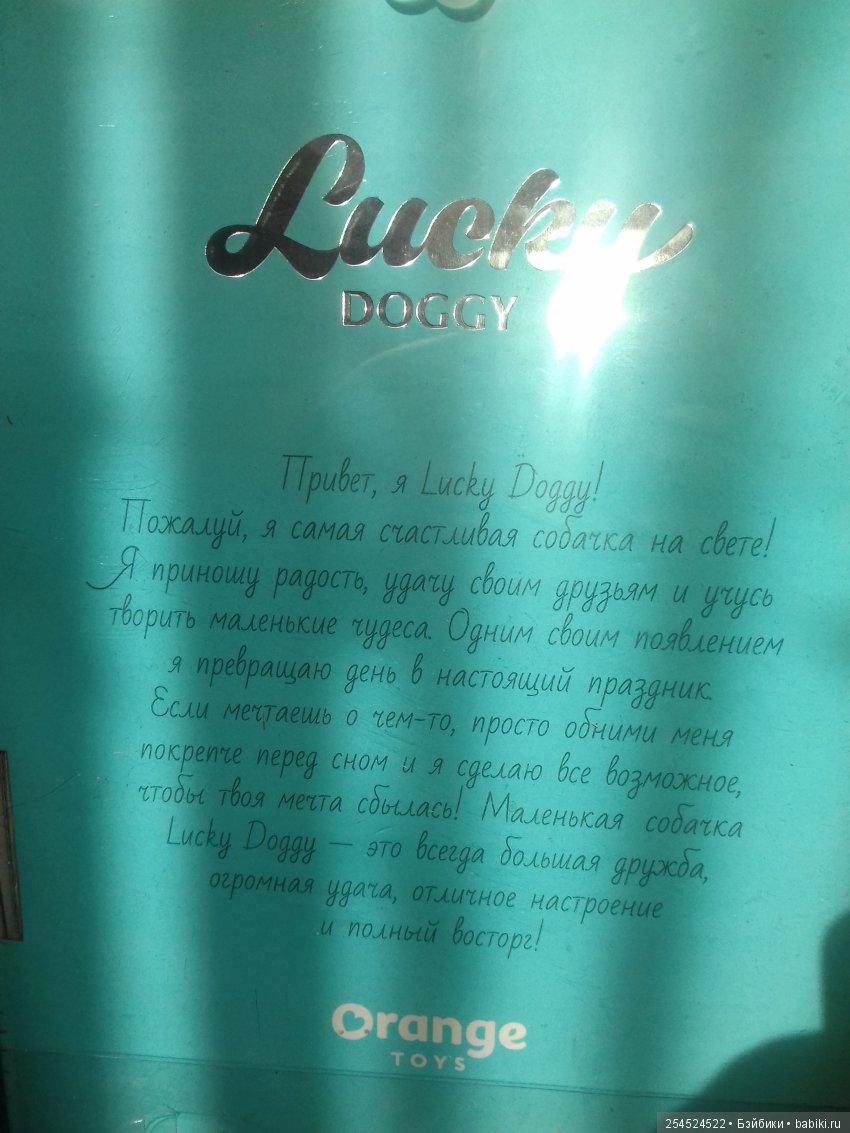 Lucky
DOGGY
Привет, я Lucky Doggy!
Пожалуй, я самая счастливая собачка на свете!
Я приношу радость, удачу своим друзьям и учусь
творить маленькие чудеса. Одним своим появлением
я превращаю день в настоящий праздник.
Если мечтаешь о чем-то, просто обними меня
покрепче перед сном и я сделаю все возможное,
чтобы твоя мечта сбылась! Маленькая собачка
Lucky Doggy — это всегда большая дружба,
огромная удача, отличное настроение
и полный восторг!
Orange
TOYS
254524522 • Бэйбики • babiki.ru